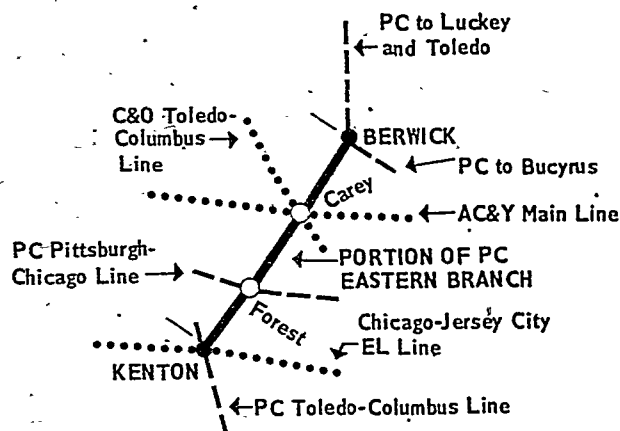 PC to Luckey
and Toledo
C&O Toledo-
Columbus
Line
BERWICK
PC to Bucyrus
Carey
AC&Y Main Line
PC Pittsburgh-
Chicago Line
PORTION OF PC
EASTERN BRANCH
Forest
Chicago-Jersey City
EL Line
KENTON
PC Toledo-Columbus Line